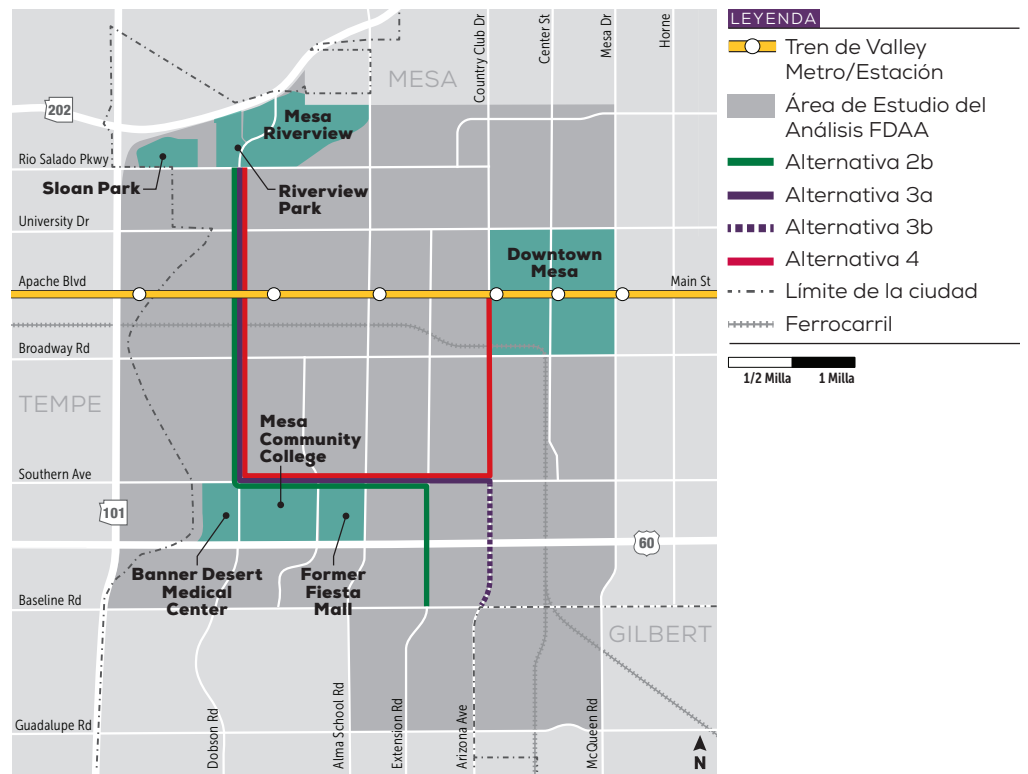 MESA
202
Mesa
Riverview
Rio Salado Pkwy
Sloan Park
Riverview
Park
University Dr
Downtown
Mesa
Apache Blvd
Main St
Broadway Rd
TEMPE
Mesa
Community
College
Southern Ave
101
60
Banner Desert
Medical
Center
Former
Fiesta
Mall
Baseline Rd
GILBERT
Guadalupe Rd
Dobson Rd
Alma School Rd
Extension Rd
Arizona Ave
McQueen Rd
N
Country Club Dr
Center St
Mesa Dr
Horne
LEYENDA
Tren de Valley
Metro/Estación
Área de Estudio del
Análisis FDAA
Alternativa 2b
Alternativa 3a
Alternativa 3b
Alternativa 4
Límite de la ciudad
Ferrocarril
1/2 Milla 1 Milla